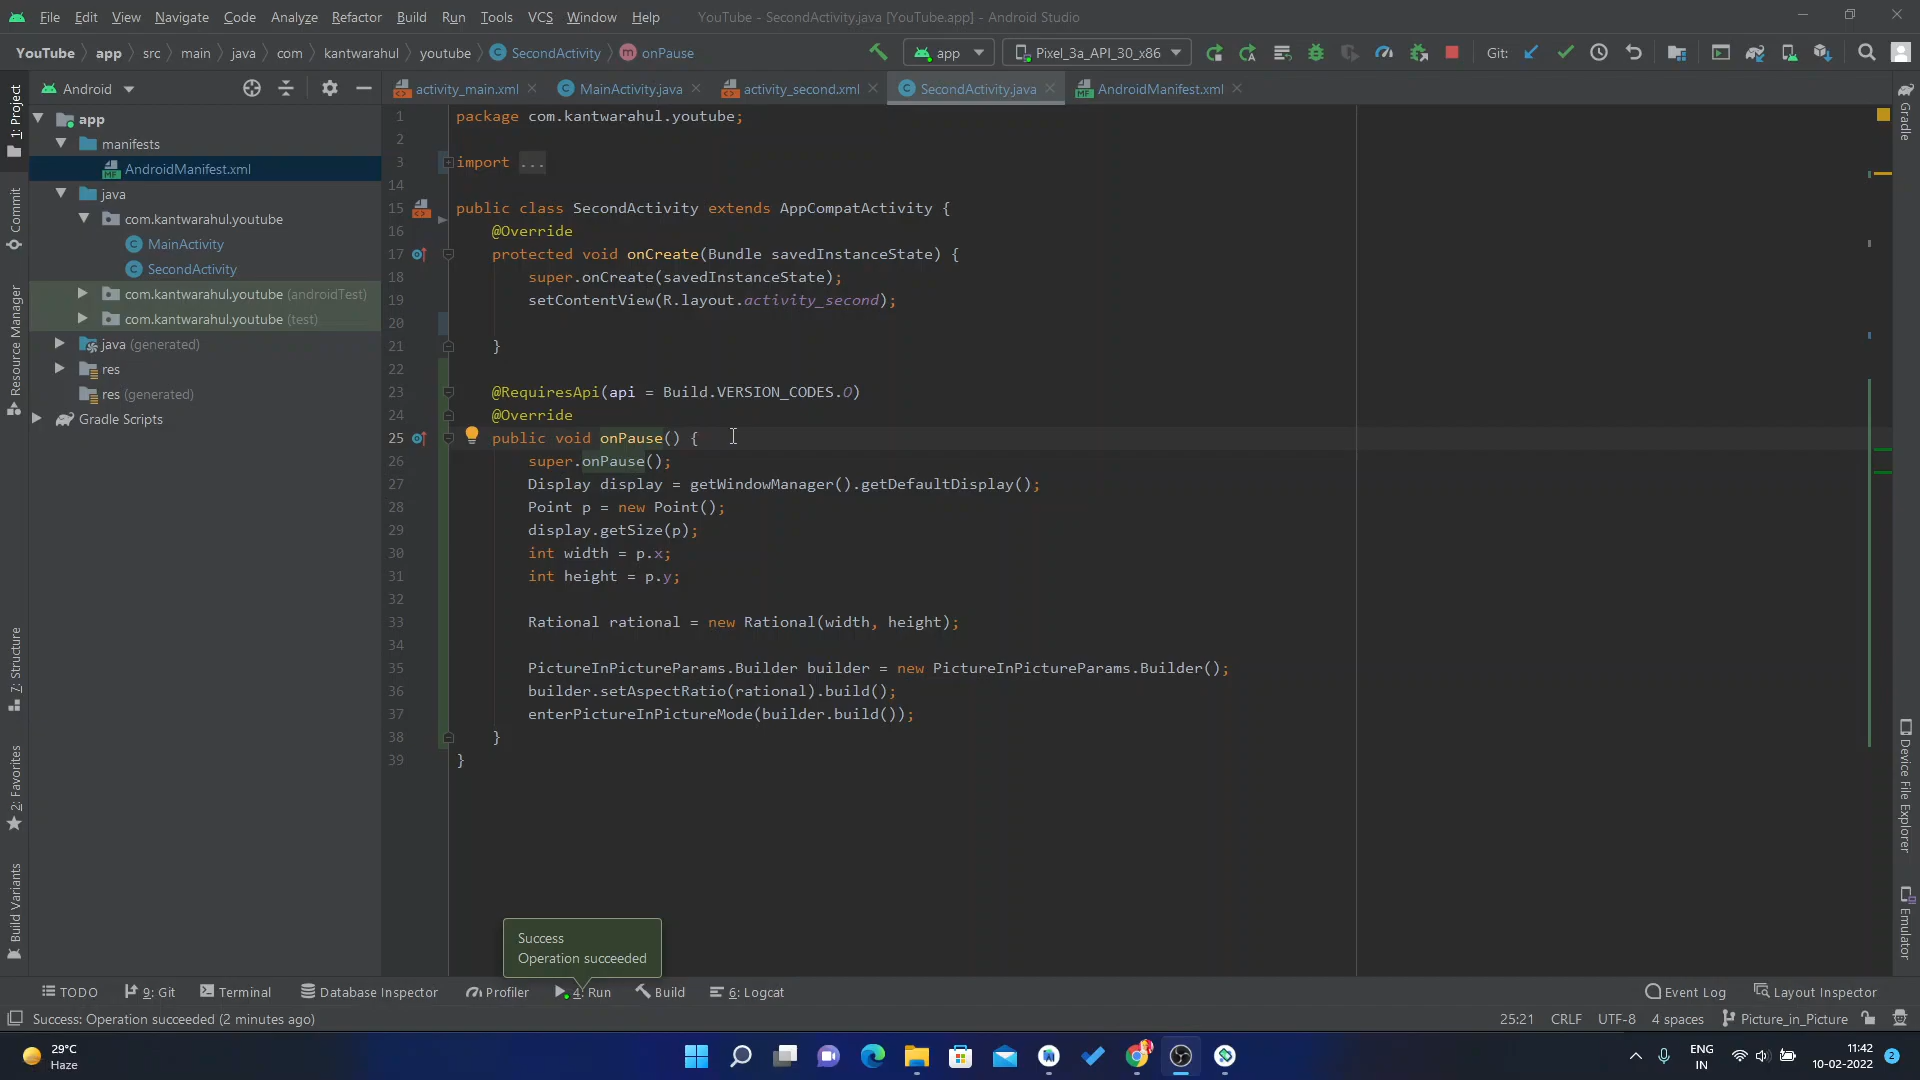 File Edit View Navigate Code Analyze Refactor Build Run Tools VCS Window Help YouTube - SecondActivity.java [YouTube.app] - Android Studio
YouTube app src main java com kantwarahul youtube SecondActivity onPause app Pixel_3a_API_30_x86 Git:
Android
activity_main.xml MainActivity.java activity_second.xml SecondActivity.java AndroidManifest.xml
1: Project
Commit
Resource Manager
7: Structure
2: Favorites
Build Variants
app
manifests
AndroidManifest.xml
java
com.kantwarahul.youtube
MainActivity
SecondActivity
com.kantwarahul.youtube (androidTest)
com.kantwarahul.youtube (test)
java (generated)
res
res (generated)
Gradle Scripts
1 package com.kantwarahul.youtube;
2
3 import ...
14
15 public class SecondActivity extends AppCompatActivity {
16 @Override
17 protected void onCreate(Bundle savedInstanceState) {
18 super.onCreate(savedInstanceState);
19 setContentView(R.layout.activity_second);
20
21 }
22
23 @RequiresApi(api = Build.VERSION_CODES.O)
24 @Override
25 public void onPause() {
26 super.onPause();
27 Display display = getWindowManager().getDefaultDisplay();
28 Point p = new Point();
29 display.getSize(p);
30 int width = p.x;
31 int height = p.y;
32
33 Rational rational = new Rational(width, height);
34
35 PictureInPictureParams.Builder builder = new PictureInPictureParams.Builder();
36 builder.setAspectRatio(rational).build();
37 enterPictureInPictureMode(builder.build());
38 }
39 }
Gradle
Device File Explorer
Emulator
Success
Operation succeeded
TODO 9: Git Terminal Database Inspector Profiler 4: Run Build 6: Logcat Event Log Layout Inspector
Success: Operation succeeded (2 minutes ago) 25:21 CRLF UTF-8 4 spaces Picture_in_Picture
29°C
Haze
ENG
IN
11:42
10-02-2022
2